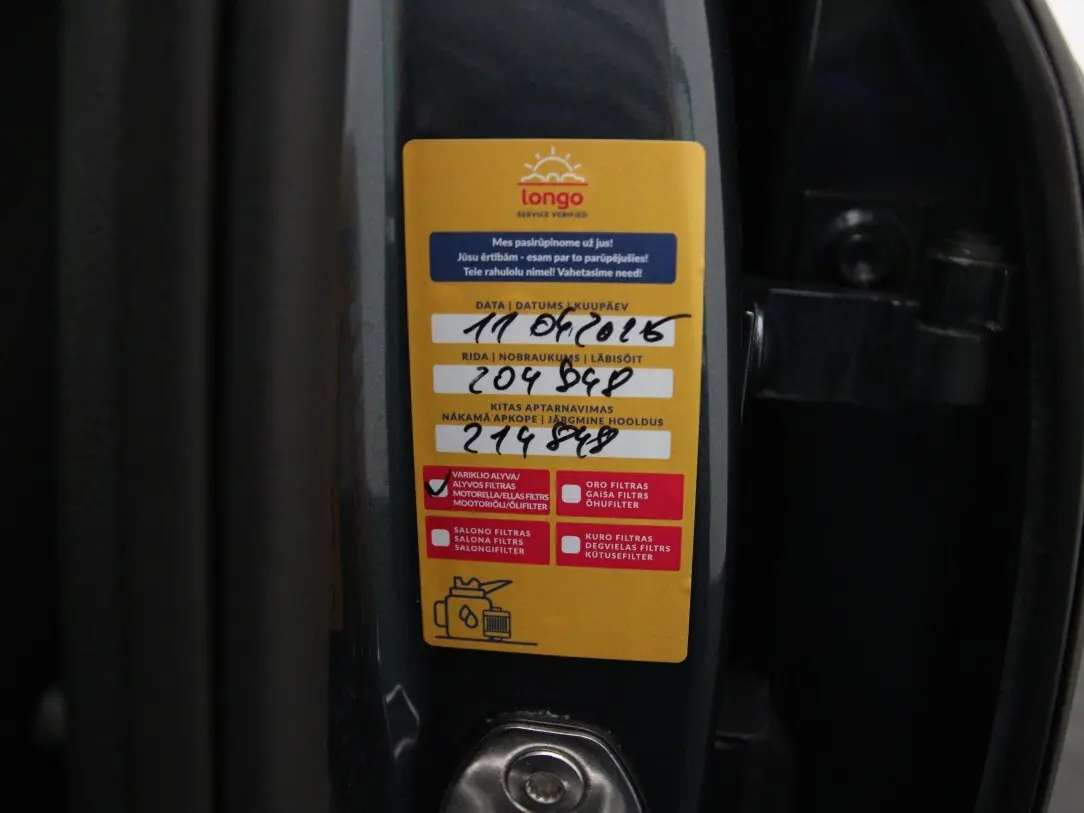 longo
SERVICE VERIFIED
Mes pasirūpinome už jus!
Jūsu ērtībām - esam par to parūpējušies!
Teie rahulolu nimel! Vahetasime need!
DATA | DATUMS | KUUPÄEV
11 04 2025
RIDA | NOBRAUKUMS | LÄBISÕIT
204 848
KITAS APTARNAVIMAS
NĀKAMĀ APKOPE | JÄRGMINE HOOLDUS
214 848
VARIKLIO ALYVA/
ALYVOS FILTRAS
MOTOREĻĻA/EĻĻAS FILTRS
MOOTORIÕLI/ÕLIFILTER
ORO FILTRAS
GAISA FILTRS
ÕHUFILTER
SALONO FILTRAS
SALONA FILTRS
SALONGIFILTER
KURO FILTRAS
DEGVIELAS FILTRS
KÜTUSEFILTER